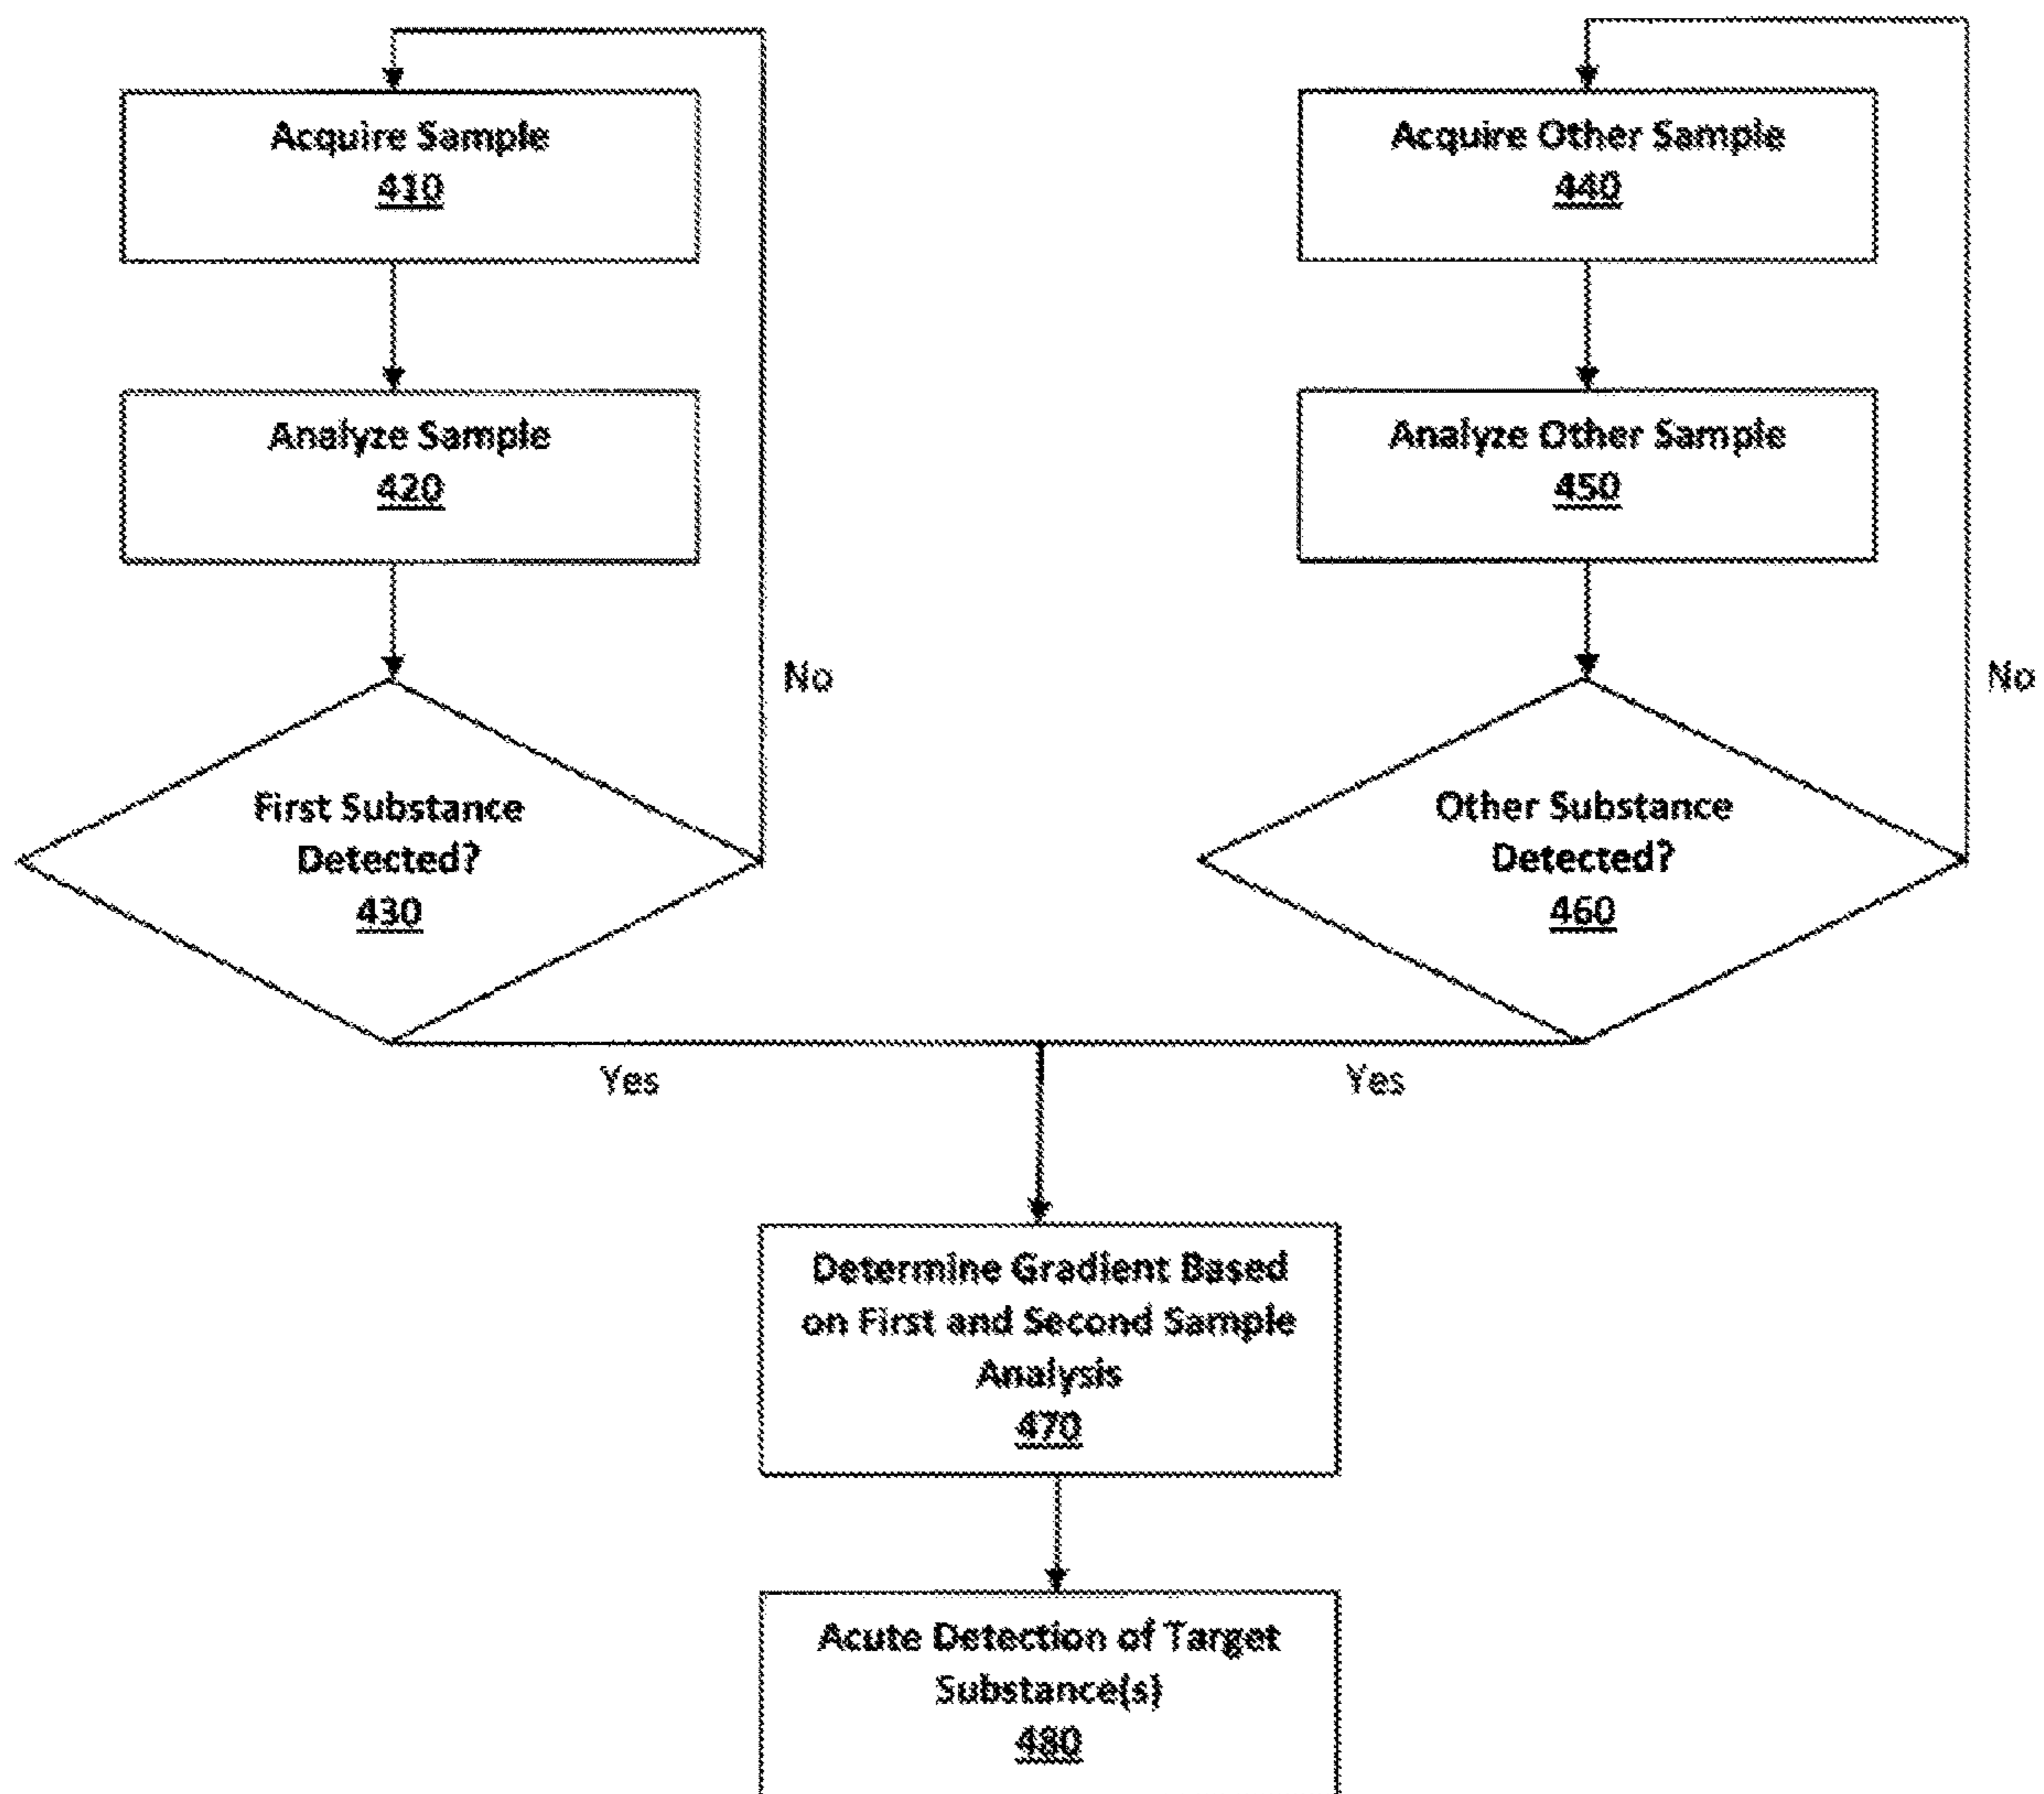 Acquire Sample
410
Analyze Sample
420
No
First Substance
Detected?
430
Yes
Acquire Other Sample
440
Analyze Other Sample
450
No
Other Substance
Detected?
460
Yes
Determine Gradient Based
on First and Second Sample
Analysis
470
Acute Detection of Target
Substance(s)
480